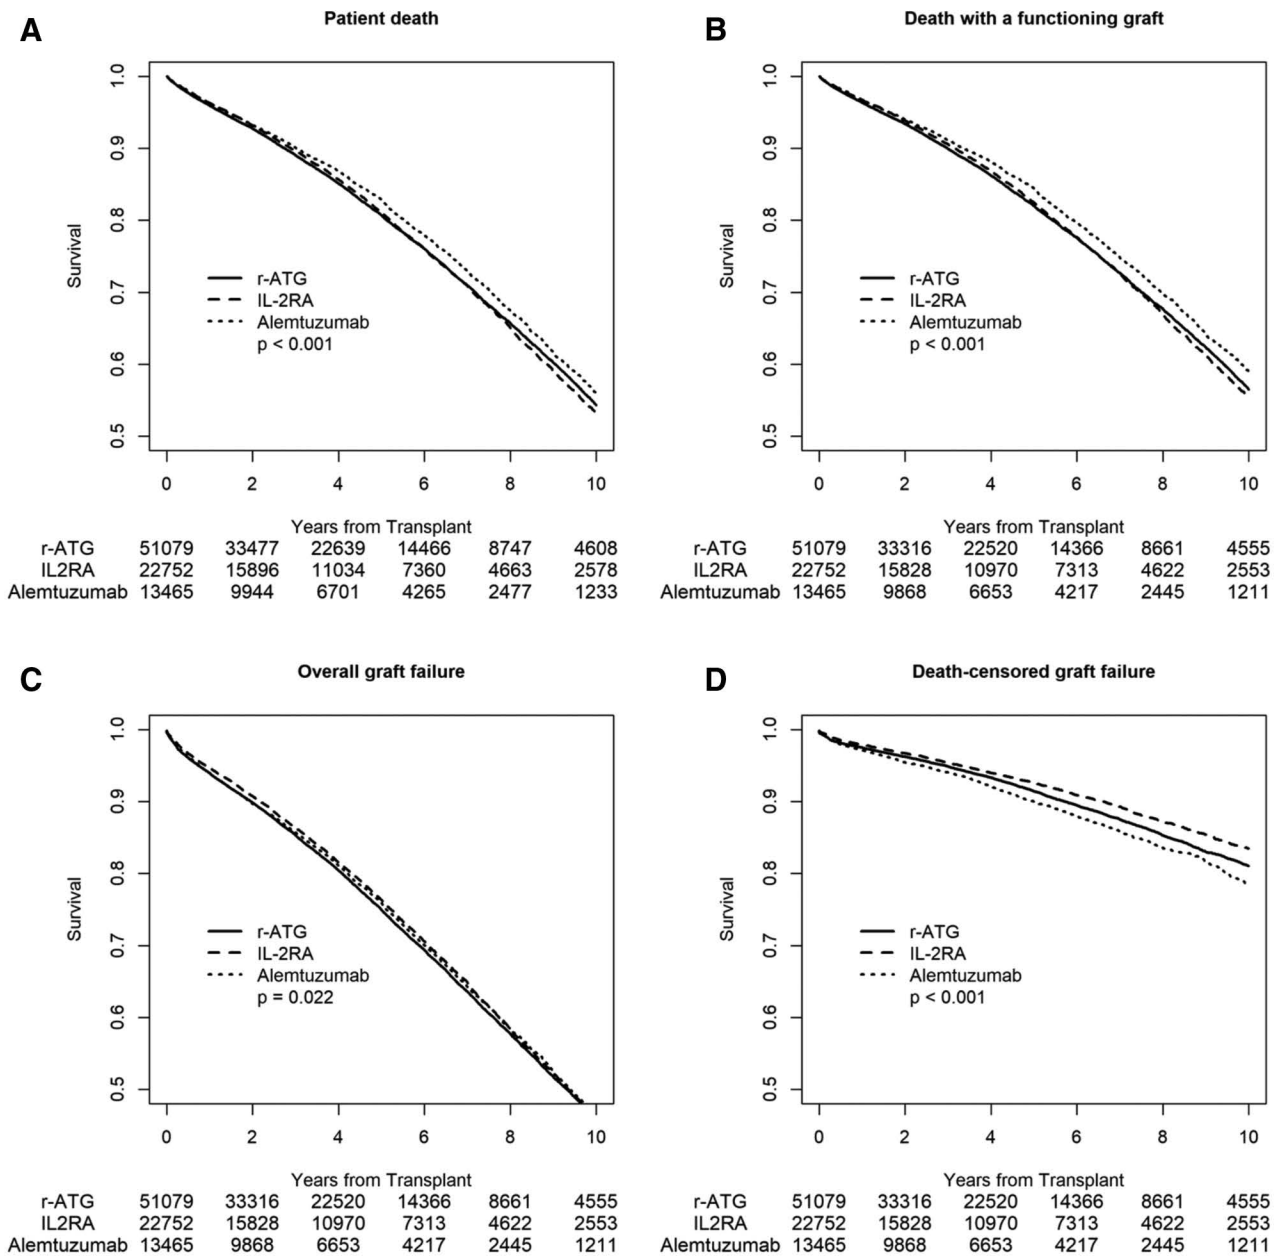 A
Patient death
Survival
1.0
0.9
0.8
0.7
0.6
0.5
r-ATG
IL-2RA
Alemtuzumab
p < 0.001
0 2 4 6 8 10
Years from Transplant
r-ATG 51079 33477 22639 14466 8747 4608
IL2RA 22752 15896 11034 7360 4663 2578
Alemtuzumab 13465 9944 6701 4265 2477 1233
B
Death with a functioning graft
Survival
1.0
0.9
0.8
0.7
0.6
0.5
r-ATG
IL-2RA
Alemtuzumab
p < 0.001
0 2 4 6 8 10
Years from Transplant
r-ATG 51079 33316 22520 14366 8661 4555
IL2RA 22752 15828 10970 7313 4622 2553
Alemtuzumab 13465 9868 6653 4217 2445 1211
C
Overall graft failure
Survival
1.0
0.9
0.8
0.7
0.6
0.5
r-ATG
IL-2RA
Alemtuzumab
p = 0.022
0 2 4 6 8 10
Years from Transplant
r-ATG 51079 33316 22520 14366 8661 4555
IL2RA 22752 15828 10970 7313 4622 2553
Alemtuzumab 13465 9868 6653 4217 2445 1211
D
Death-censored graft failure
Survival
1.0
0.9
0.8
0.7
0.6
0.5
r-ATG
IL-2RA
Alemtuzumab
p < 0.001
0 2 4 6 8 10
Years from Transplant
r-ATG 51079 33316 22520 14366 8661 4555
IL2RA 22752 15828 10970 7313 4622 2553
Alemtuzumab 13465 9868 6653 4217 2445 1211